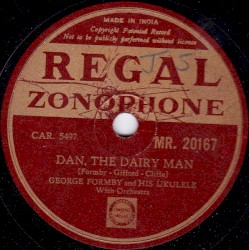 MADE IN INDIA
Copyright Patented Record
Not to be publicly performed without licence
REGAL
ZONOPHONE
CAR. 5497
MR. 20167
DAN, THE DAIRY MAN
(Formby - Gifford - Cliffe)
GEORGE FORMBY and HIS UKULELE
With Orchestra